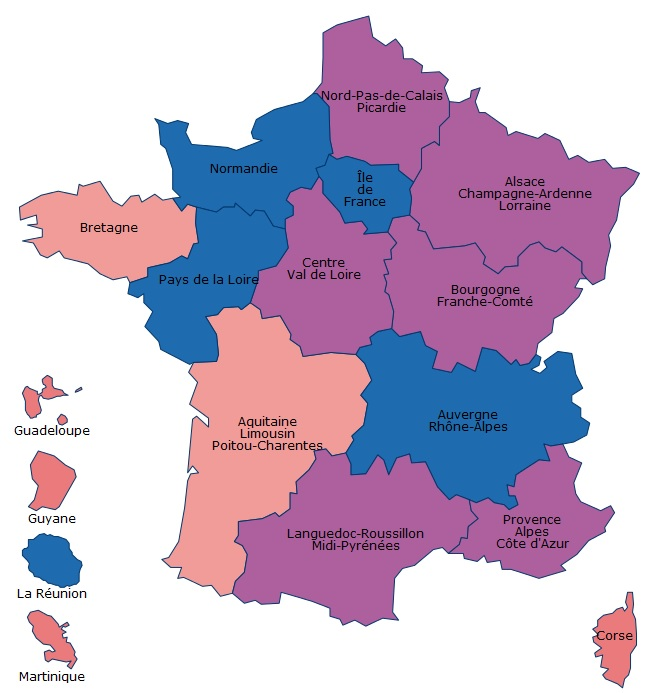 Nord-Pas-de-Calais
Picardie
Normandie
Île
de
France
Alsace
Champagne-Ardenne
Lorraine
Bretagne
Pays de la Loire
Centre
Val de Loire
Bourgogne
Franche-Comté
Aquitaine
Limousin
Poitou-Charentes
Auvergne
Rhône-Alpes
Guadeloupe
Guyane
Languedoc-Roussillon
Midi-Pyrénées
Provence
Alpes
Côte d'Azur
La Réunion
Corse
Martinique